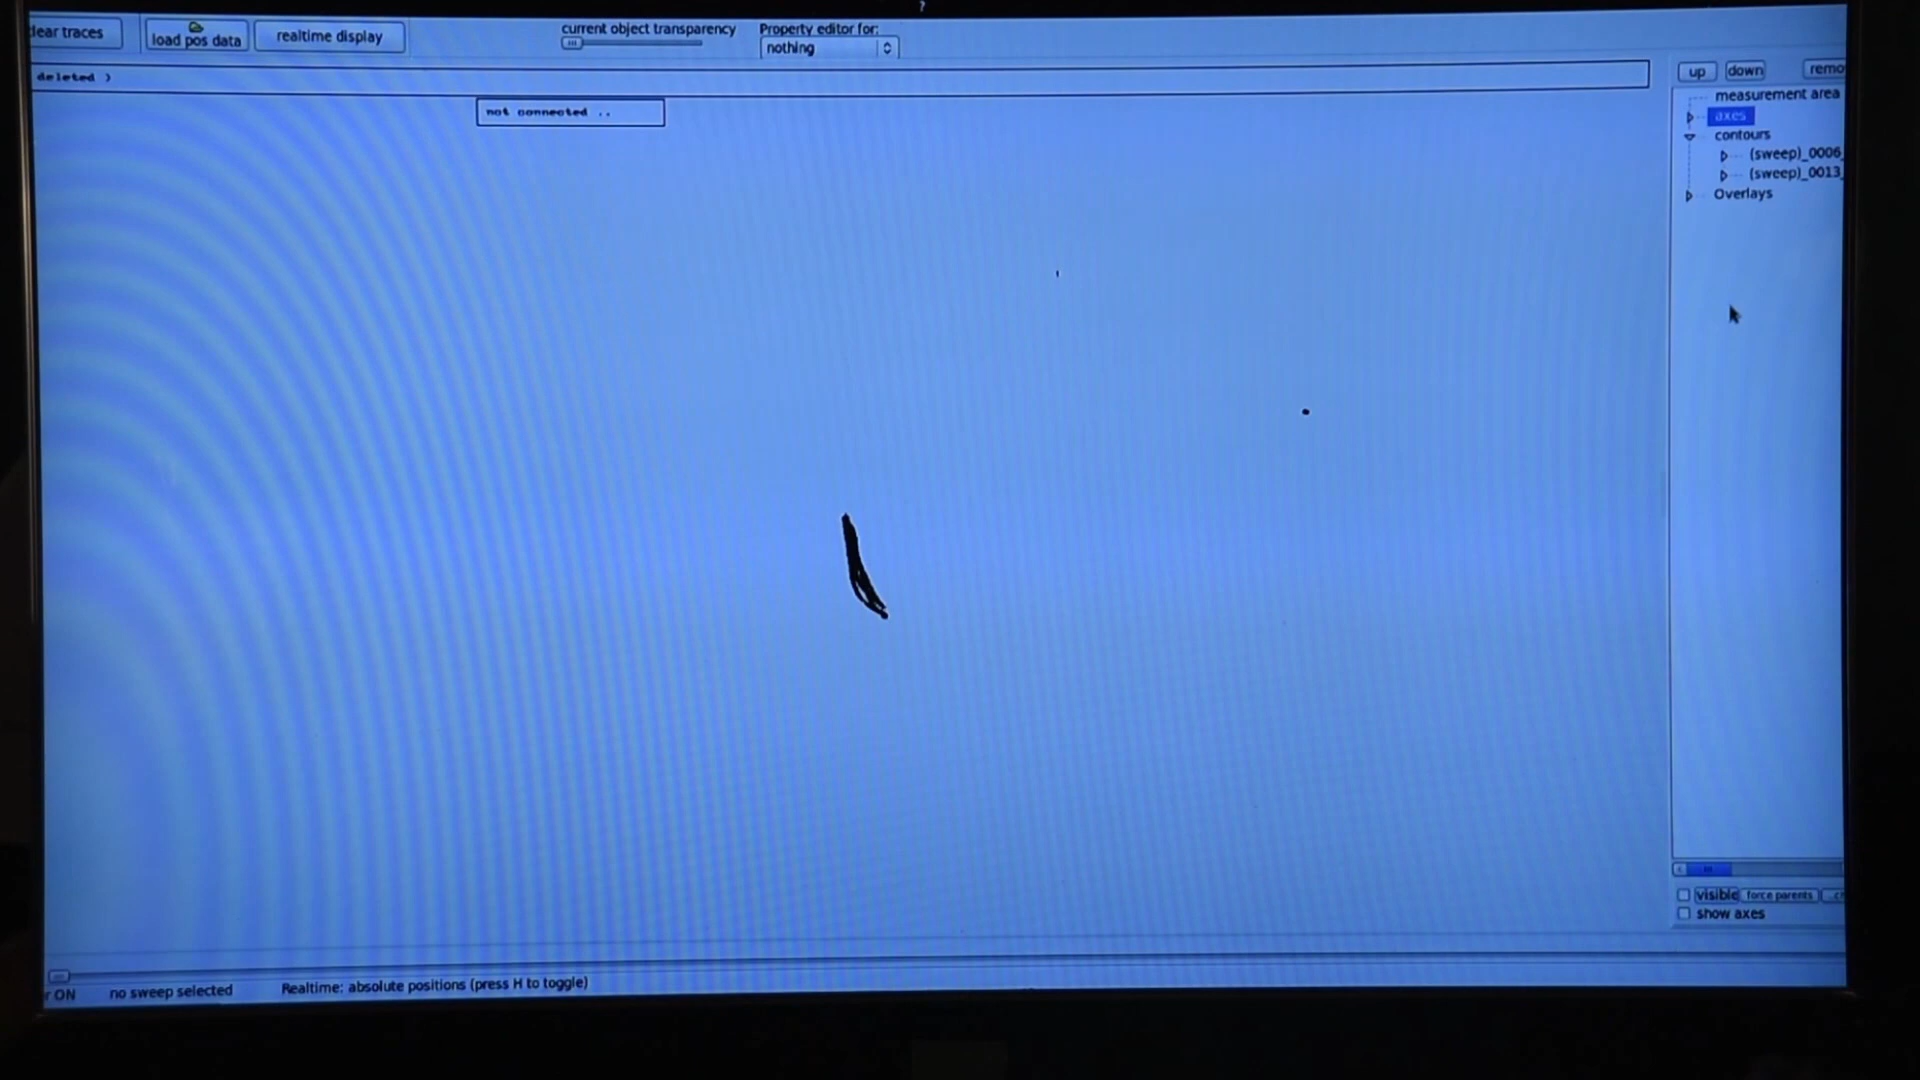 ?
lear traces
load pos data
realtime display
current object transparency
Property editor for:
nothing
deleted >
not connected ..
up down remo
measurement area
axes
contours
(sweep)_0006_
(sweep)_0013_
Overlays
visible force parents
show axes
r ON no sweep selected Realtime: absolute positions (press H to toggle)